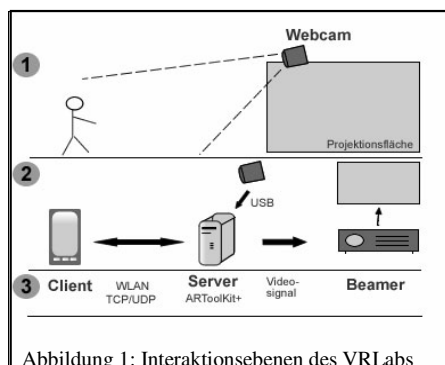 Webcam
1
Projektionsfläche
2
USB
3
Client
WLAN
TCP/UDP
Server
ARToolKit+
Video-
signal
Beamer
Abbildung 1: Interaktionsebenen des VRLabs